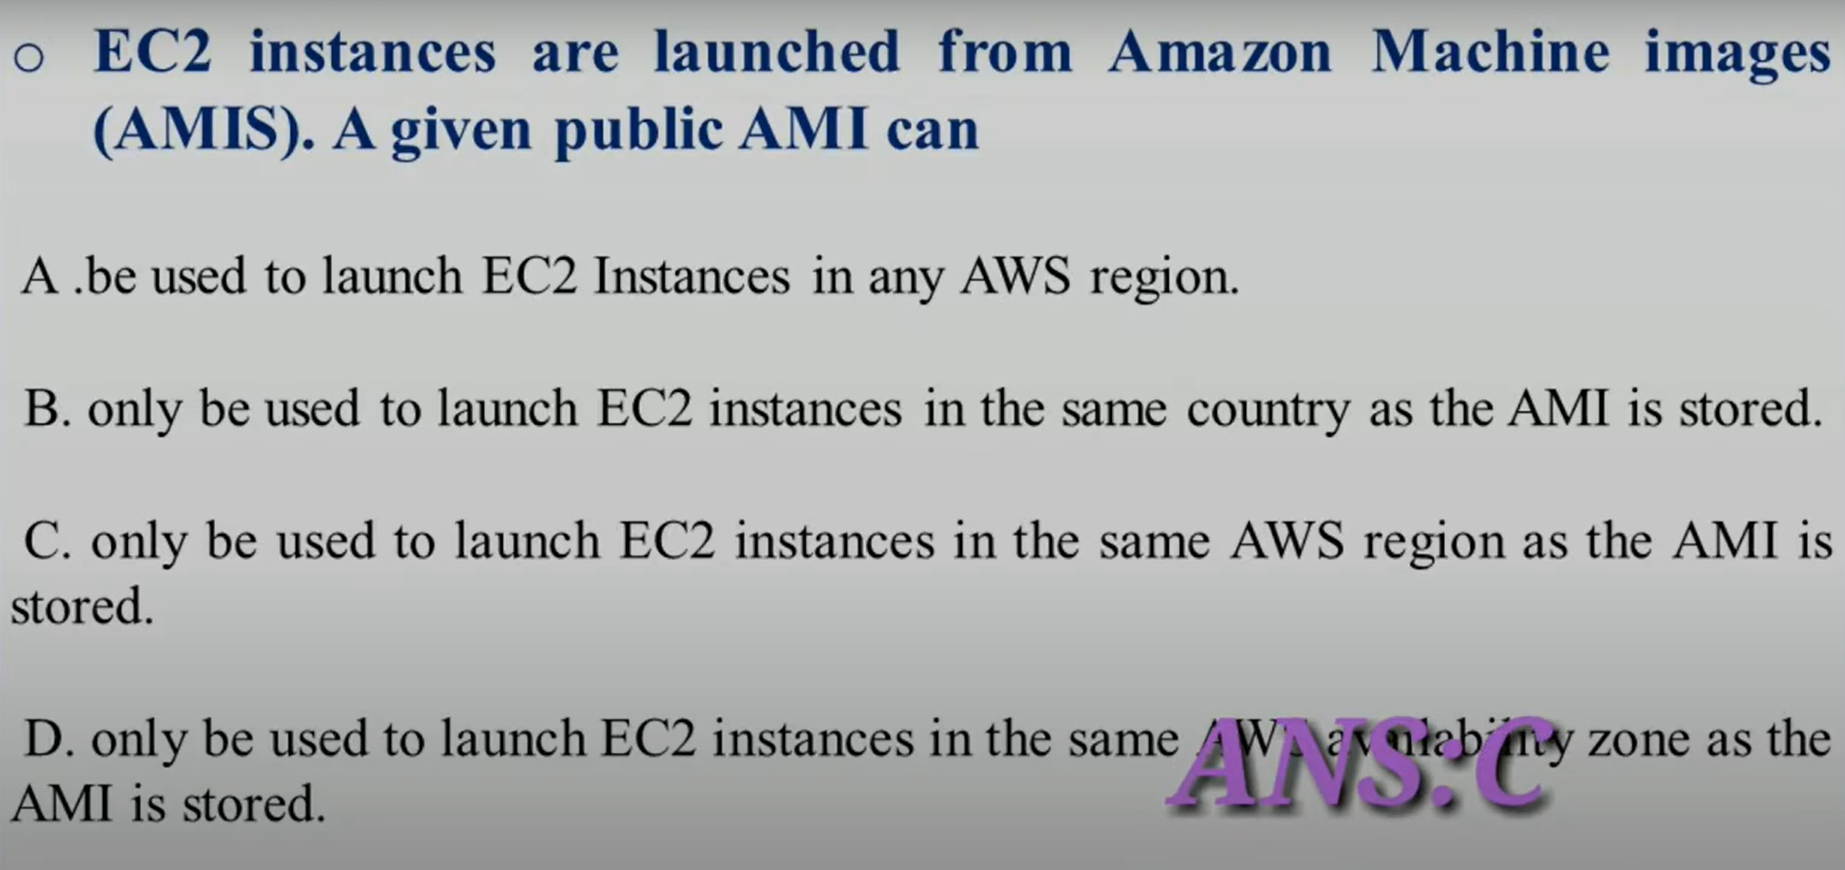 ○ EC2 instances are launched from Amazon Machine images
(AMIS). A given public AMI can
A .be used to launch EC2 Instances in any AWS region.
B. only be used to launch EC2 instances in the same country as the AMI is stored.
C. only be used to launch EC2 instances in the same AWS region as the AMI is
stored.
D. only be used to launch EC2 instances in the same AWS availability zone as the
AMI is stored.
ANS:C